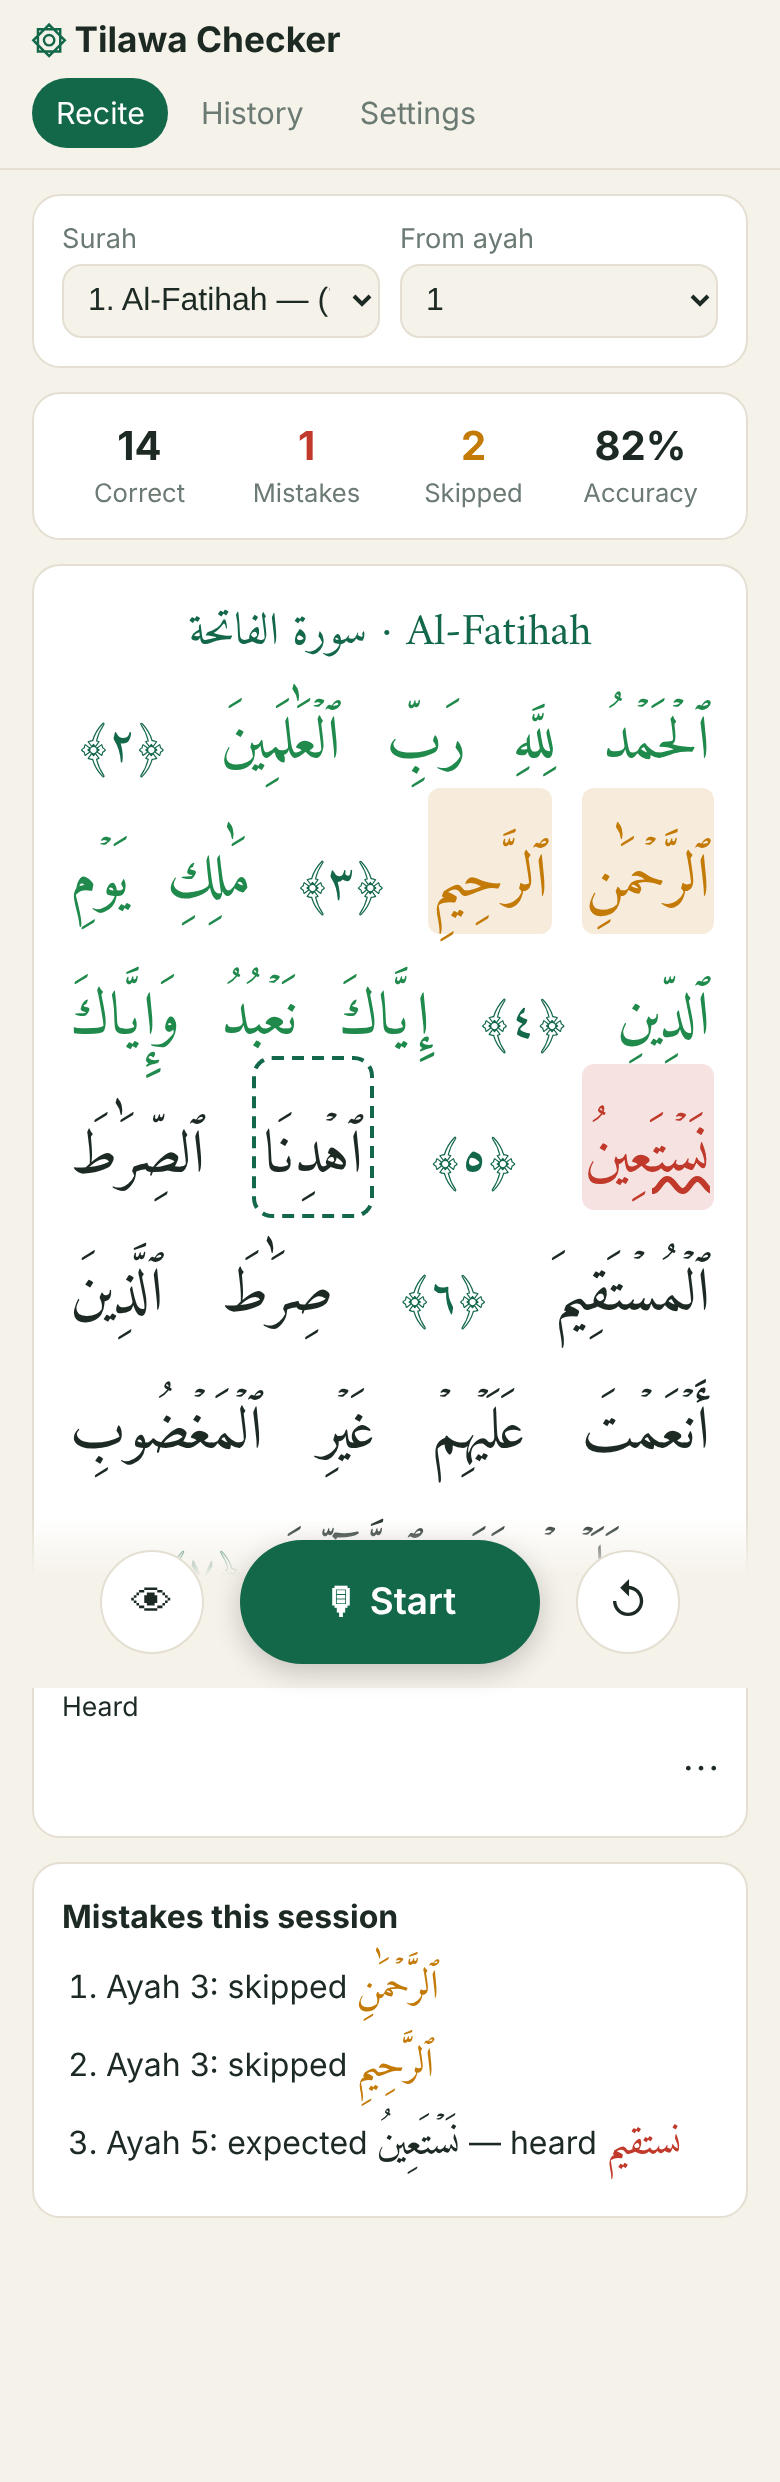 Tilawa Checker
Recite History Settings
Surah From ayah
1. Al-Fatihah — ( 1
14 1 2 82%
Correct Mistakes Skipped Accuracy
سورة الفاتحة · Al-Fatihah
ٱلْحَمْدُ لِلَّهِ رَبِّ ٱلْعَٰلَمِينَ ﴿٢﴾
ٱلرَّحْمَٰنِ ٱلرَّحِيمِ ﴿٣﴾ مَٰلِكِ يَوْمِ
ٱلدِّينِ ﴿٤﴾ إِيَّاكَ نَعْبُدُ وَإِيَّاكَ
نَسْتَعِينُ ﴿٥﴾ ٱهْدِنَا ٱلصِّرَٰطَ
ٱلْمُسْتَقِيمَ ﴿٦﴾ صِرَٰطَ ٱلَّذِينَ
أَنْعَمْتَ عَلَيْهِمْ غَيْرِ ٱلْمَغْضُوبِ
Start
Heard
...
Mistakes this session
1. Ayah 3: skipped ٱلرَّحْمَٰنِ
2. Ayah 3: skipped ٱلرَّحِيمِ
3. Ayah 5: expected نَسْتَعِينُ — heard نستقيم